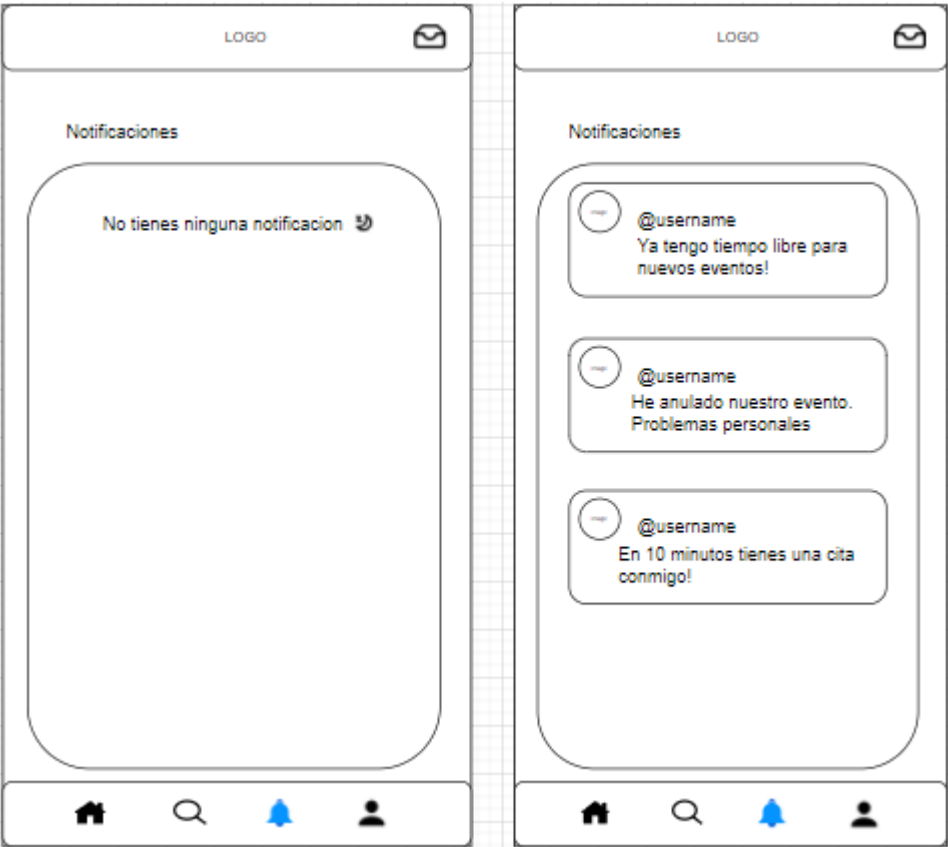 LOGO
Notificaciones
No tienes ninguna notificacion
LOGO
Notificaciones
@username
Ya tengo tiempo libre para
nuevos eventos!
@username
He anulado nuestro evento.
Problemas personales
@username
En 10 minutos tienes una cita
conmigo!